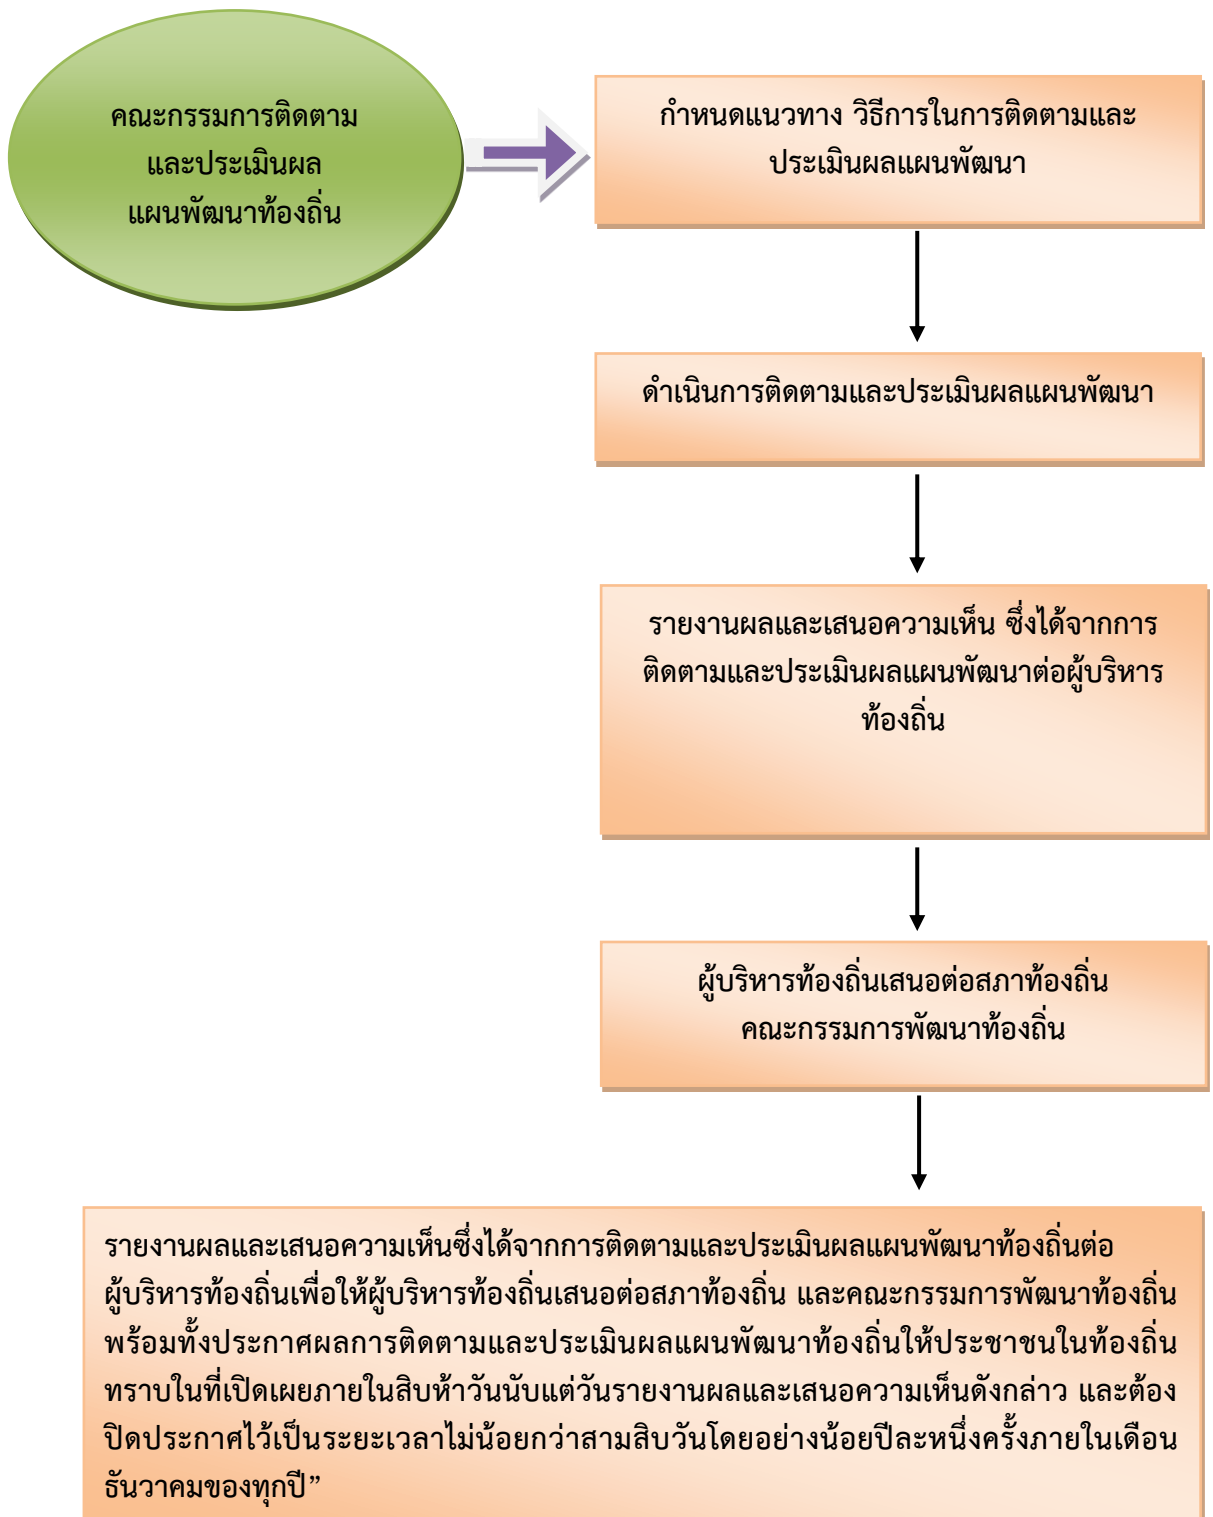 คณะกรรมการติดตาม
และประเมินผล
แผนพัฒนาท้องถิ่น
กำหนดแนวทาง วิธีการในการติดตามและ
ประเมินผลแผนพัฒนา
ดำเนินการติดตามและประเมินผลแผนพัฒนา
รายงานผลและเสนอความเห็น ซึ่งได้จากการ
ติดตามและประเมินผลแผนพัฒนาต่อผู้บริหาร
ท้องถิ่น
ผู้บริหารท้องถิ่นเสนอต่อสภาท้องถิ่น
คณะกรรมการพัฒนาท้องถิ่น
รายงานผลและเสนอความเห็นซึ่งได้จากการติดตามและประเมินผลแผนพัฒนาท้องถิ่นต่อ
ผู้บริหารท้องถิ่นเพื่อให้ผู้บริหารท้องถิ่นเสนอต่อสภาท้องถิ่น และคณะกรรมการพัฒนาท้องถิ่น
พร้อมทั้งประกาศผลการติดตามและประเมินผลแผนพัฒนาท้องถิ่นให้ประชาชนในท้องถิ่น
ทราบในที่เปิดเผยภายในสิบห้าวันนับแต่วันรายงานผลและเสนอความเห็นดังกล่าว และต้อง
ปิดประกาศไว้เป็นระยะเวลาไม่น้อยกว่าสามสิบวันโดยอย่างน้อยปีละหนึ่งครั้งภายในเดือน
ธันวาคมของทุกปี”